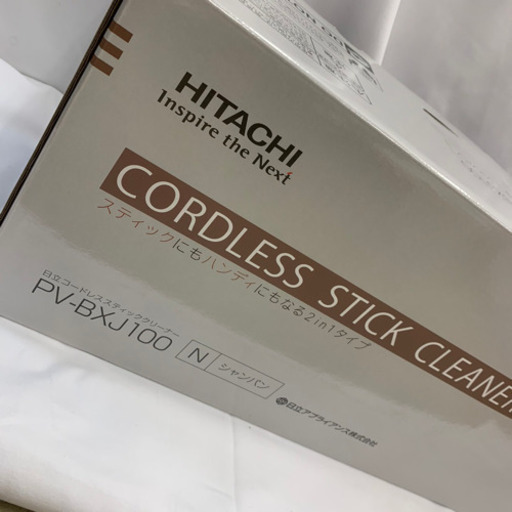 HITACHI
Inspire the Next
CORDLESS STICK CLEANER
スティックにもハンディにもなる2in1タイプ
日立コードレススティッククリーナー
PV-BXJ100 N シャンパン
日立アプライアンス株式会社